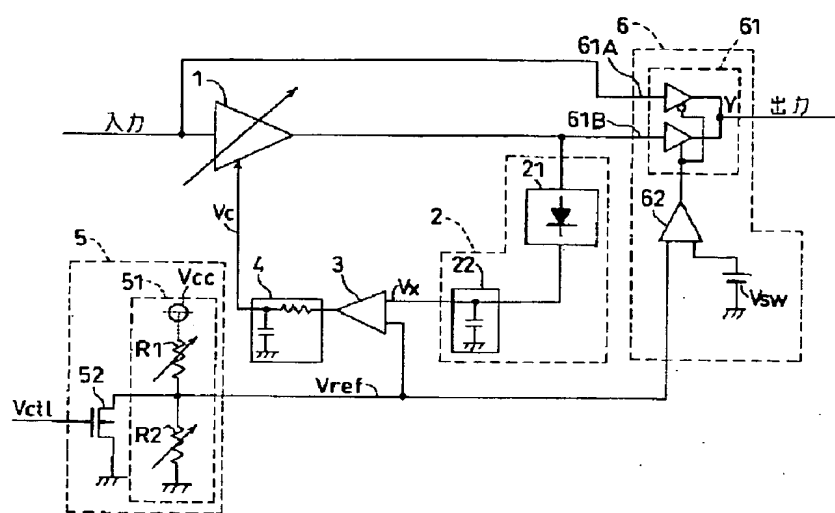 6
61
61A
1
入力
61B
Y
出力
21
2
62
Vc
5
51
Vcc
4
3
Vx
22
Vsw
R1
52
Vref
Vctl
R2